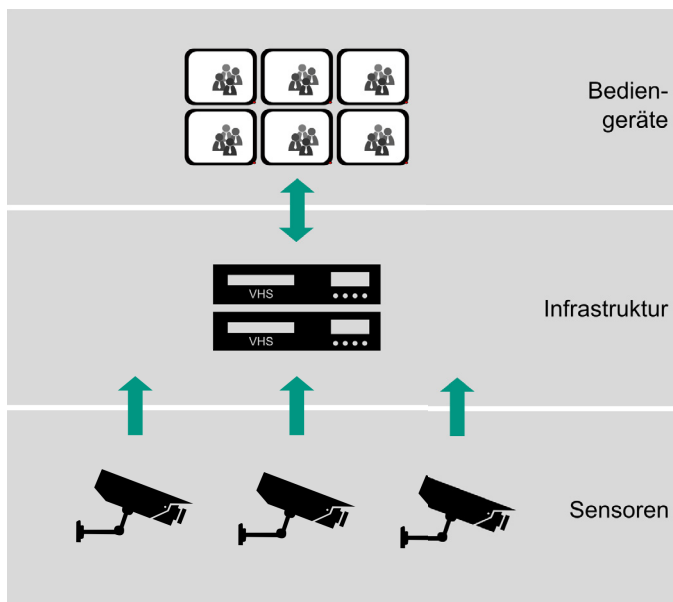 Bedien-
geräte
VHS
VHS
Infrastruktur
Sensoren